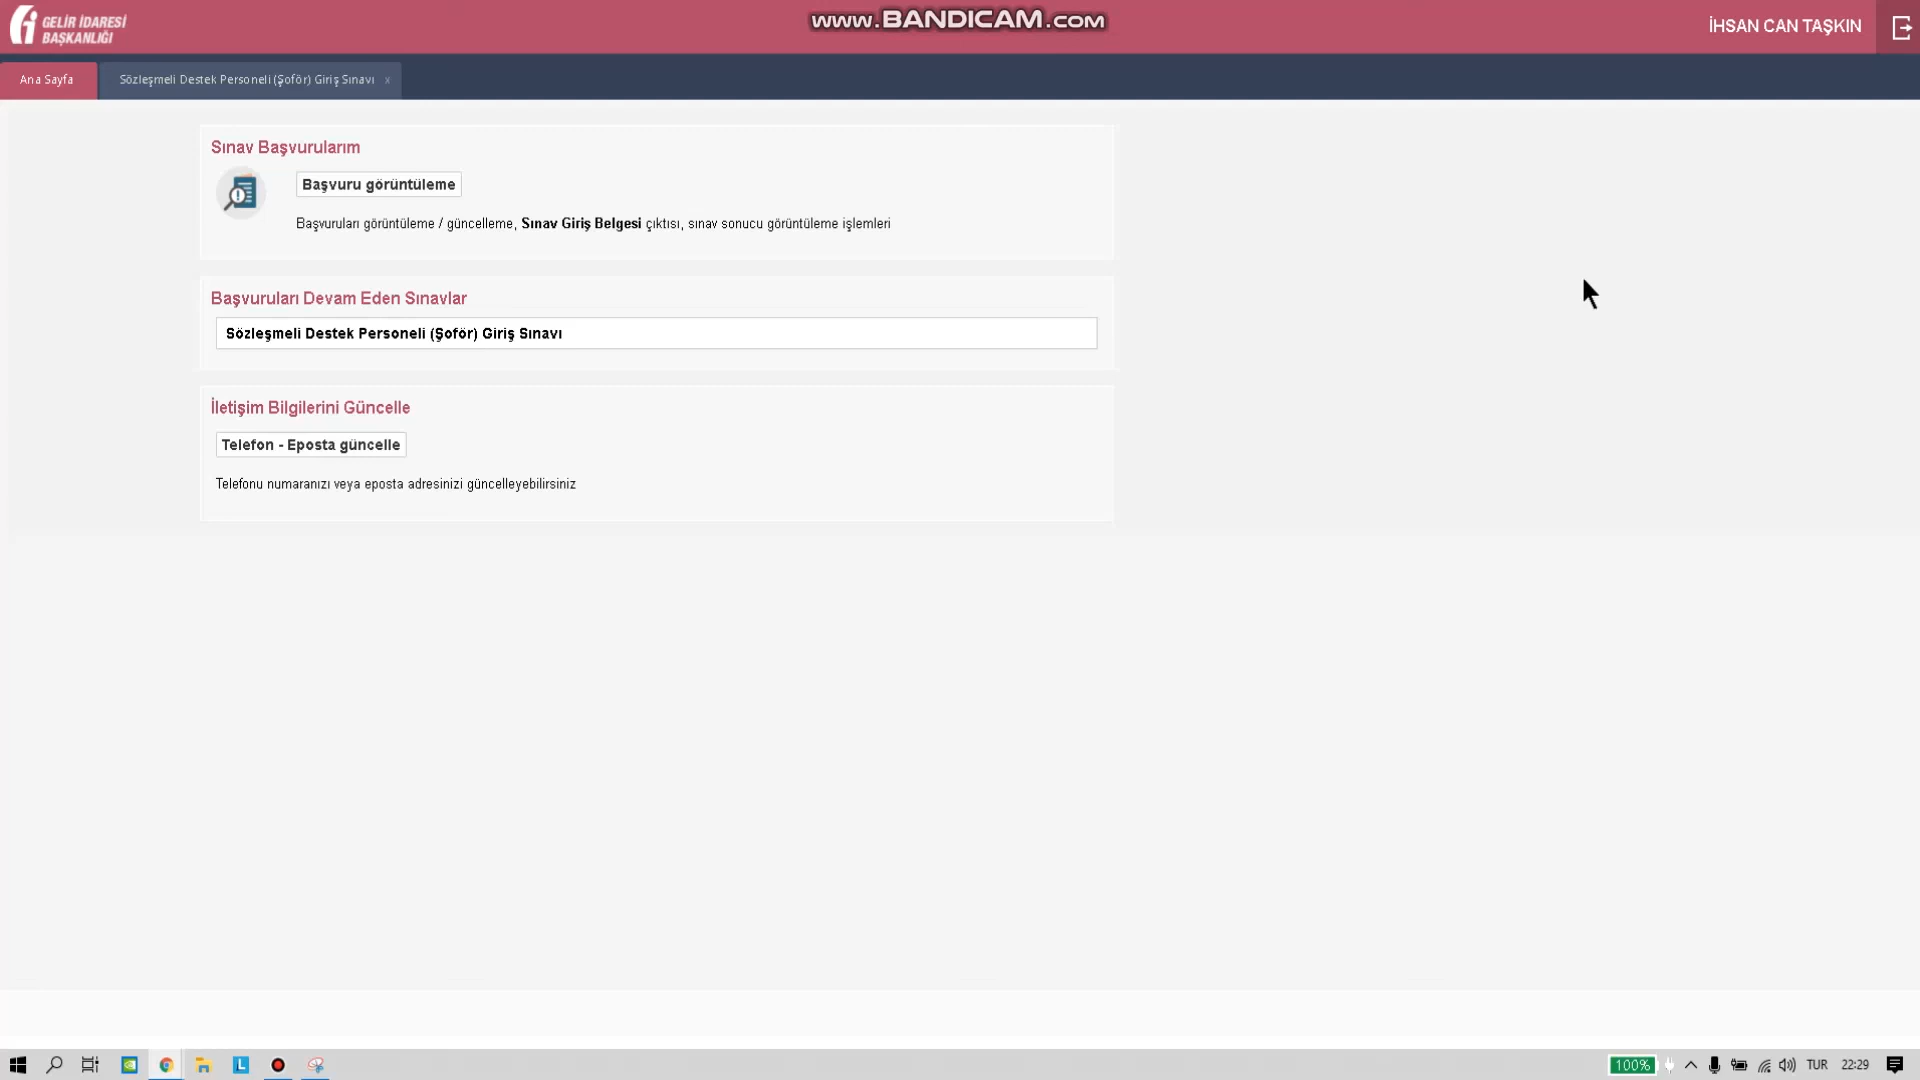 GELİR İDARESİ
BAŞKANLIĞI
www.BANDICAM.com
İHSAN CAN TAŞKIN
Ana Sayfa
Sözleşmeli Destek Personeli (Şoför) Giriş Sınavı x
Sınav Başvurularım
Başvuru görüntüleme
Başvuruları görüntüleme / güncelleme, Sınav Giriş Belgesi çıktısı, sınav sonucu görüntüleme işlemleri
Başvuruları Devam Eden Sınavlar
Sözleşmeli Destek Personeli (Şoför) Giriş Sınavı
İletişim Bilgilerini Güncelle
Telefon - Eposta güncelle
Telefonu numaranızı veya eposta adresinizi güncelleyebilirsiniz
L
100%
TUR
22:29